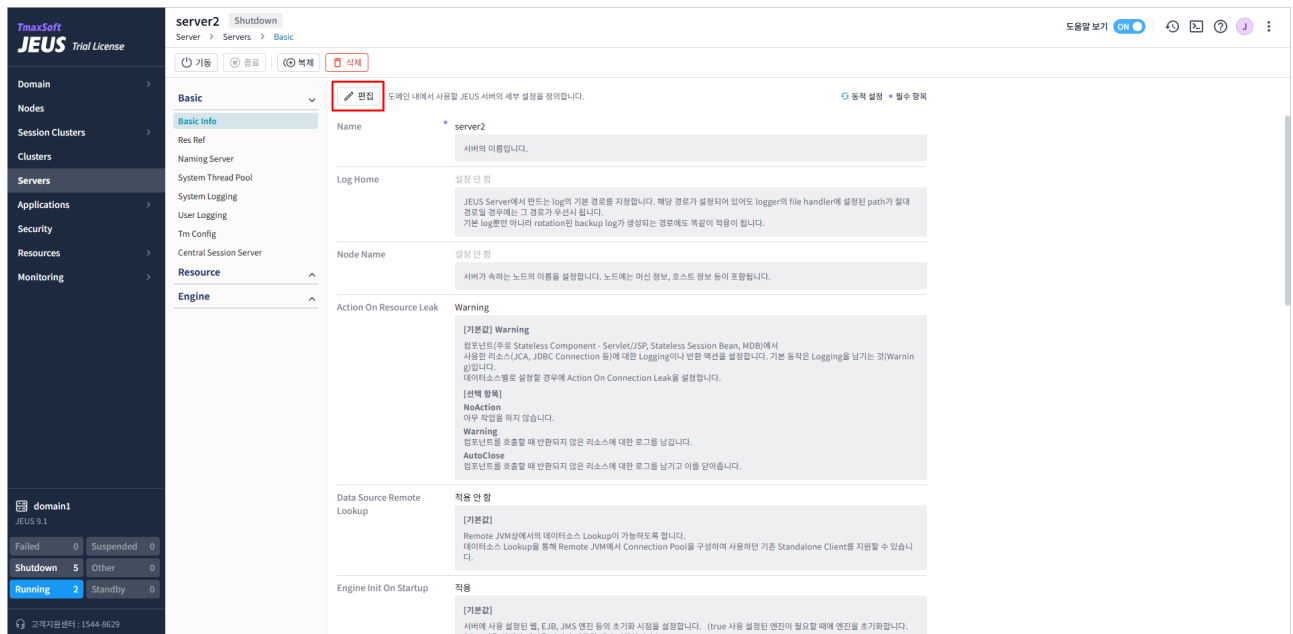 TmaxSoft
JEUS Trial License
Domain
Nodes
Session Clusters
Clusters
Servers
Applications
Security
Resources
Monitoring
domain1
JEUS 9.1
Failed 0 Suspended 0
Shutdown 5 Other 0
Running 2 Standby 0
고객지원센터 : 1544-8629
server2 Shutdown
Server > Servers > Basic
도움말 보기 ON J
기동 종료 복제 삭제
Basic
Basic Info
Res Ref
Naming Server
System Thread Pool
System Logging
User Logging
Tm Config
Central Session Server
Resource
Engine
편집 도메인 내에서 사용할 JEUS 서버의 세부 설정을 정의합니다. 동적 설정 필수 항목
Name server2
서버의 이름입니다.
Log Home 설정 안 함
JEUS Server에서 만드는 log의 기본 경로를 지정합니다. 해당 경로가 설정되어 있어도 logger의 file handler에 설정된 path가 절대
경로일 경우에는 그 경로가 우선시 됩니다.
기본 log뿐만 아니라 rotation된 backup log가 생성되는 경로에도 똑같이 적용이 됩니다.
Node Name 설정 안 함
서버가 속하는 노드의 이름을 설정합니다. 노드에는 머신 정보, 호스트 정보 등이 포함됩니다.
Action On Resource Leak Warning
[기본값] Warning
컴포넌트(주로 Stateless Component - Servlet/JSP, Stateless Session Bean, MDB)에서
사용한 리소스(JCA, JDBC Connection 등)에 대한 Logging이나 반환 액션을 설정합니다. 기본 동작은 Logging을 남기는 것(Warnin
g)입니다.
데이터소스별로 설정할 경우에 Action On Connection Leak을 설정합니다.
[선택 항목]
NoAction
아무 작업을 하지 않습니다.
Warning
컴포넌트를 호출할 때 반환되지 않은 리소스에 대한 로그를 남깁니다.
AutoClose
컴포넌트를 호출할 때 반환되지 않은 리소스에 대한 로그를 남기고 이를 닫아줍니다.
Data Source Remote Lookup 적용 안 함
[기본값]
Remote JVM상에서의 데이터소스 Lookup이 가능하도록 합니다.
데이터소스 Lookup을 통해 Remote JVM에서 Connection Pool을 구성하여 사용하던 기존 Standalone Client를 지원할 수 있습니
다.
Engine Init On Startup 적용
[기본값]
서버에 사용 설정된 웹, EJB, JMS 엔진 등의 초기화 시점을 설정합니다. (true 사용 설정된 엔진이 필요할 때에 엔진을 초기화합니다.